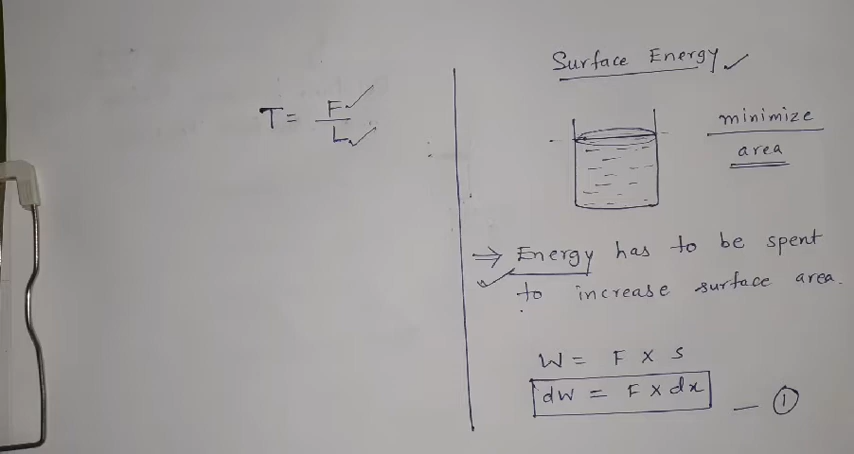 T = F/L
Surface Energy
minimize
area
⇒ Energy has to be spent
to increase surface area.
W = F x s
dW = F x dx — ①